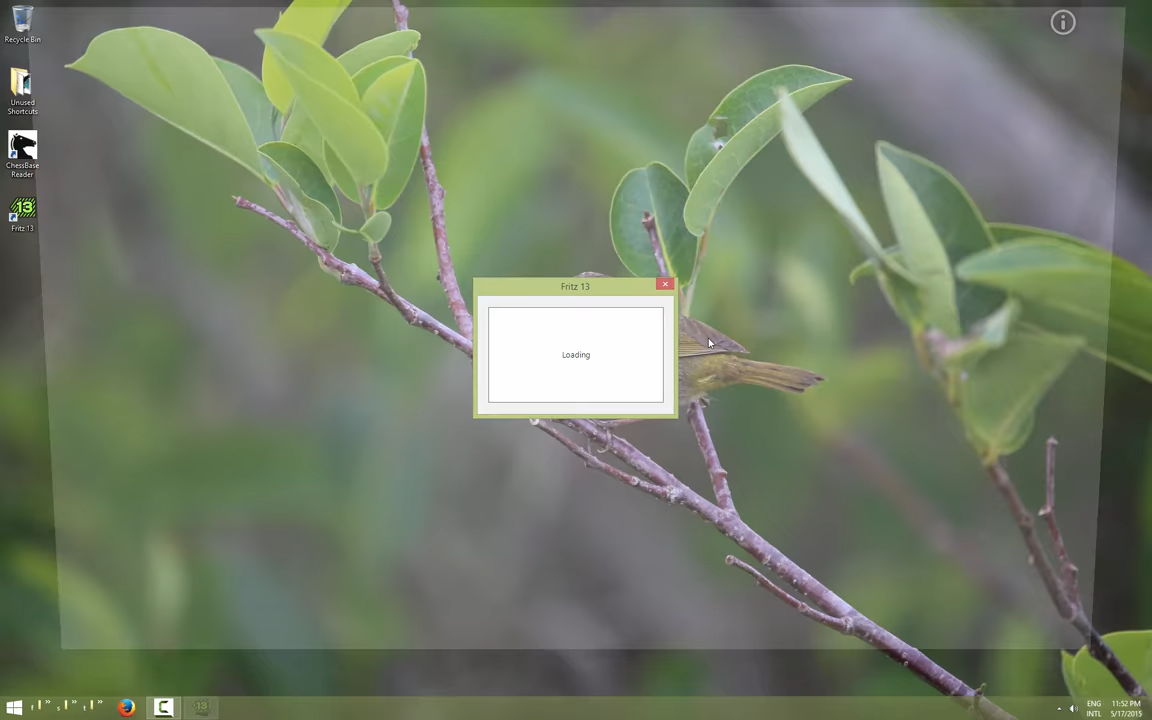 Recycle Bin
Unused
Shortcuts
ChessBase
Reader
13
Fritz 13
Fritz 13
Loading
f
s
t
13
ENG
INTL
11:52 PM
5/17/2015